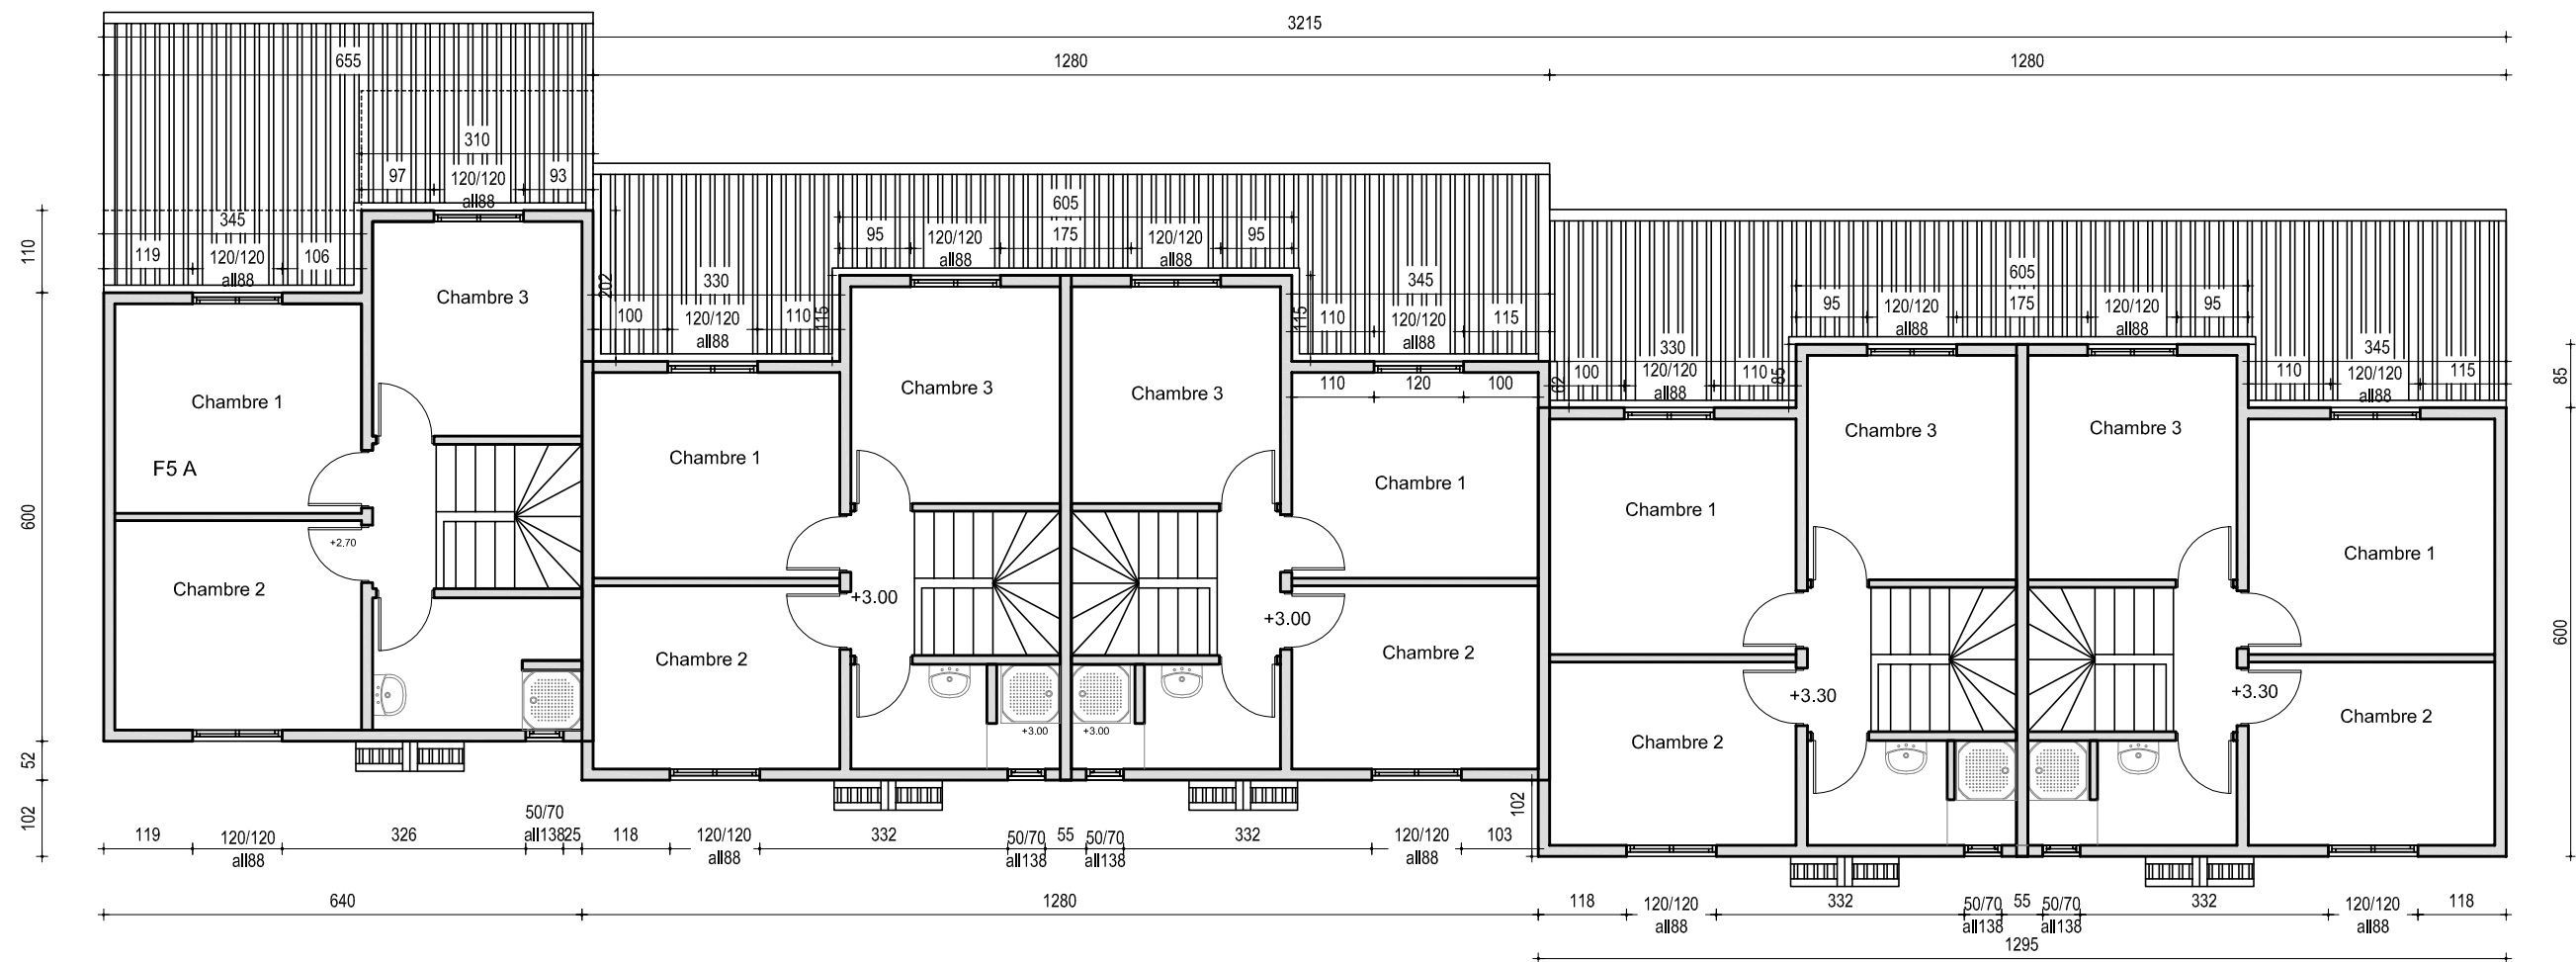 3215
655
1280
1280
310
97
120/120
all88
93
345
119
120/120
all88
106
110
202
330
100
120/120
all88
110
115
605
95
120/120
all88
175
120/120
all88
95
115
345
110
120/120
all88
115
110
120
100
62
330
100
120/120
all88
110
85
605
95
120/120
all88
175
120/120
all88
95
345
110
120/120
all88
115
85
Chambre 3
Chambre 1
F5 A
+2.70
Chambre 2
600
52
102
Chambre 3
Chambre 3
Chambre 1
Chambre 1
+3.00
+3.00
Chambre 2
Chambre 2
+3.00
+3.00
Chambre 3
Chambre 3
Chambre 1
Chambre 1
+3.30
+3.30
Chambre 2
Chambre 2
600
102
119
120/120
all88
326
50/70
all138
25
118
120/120
all88
332
50/70
all138
55
50/70
all138
332
120/120
all88
103
640
1280
118
120/120
all88
332
50/70
all138
55
50/70
all138
332
120/120
all88
118
1295